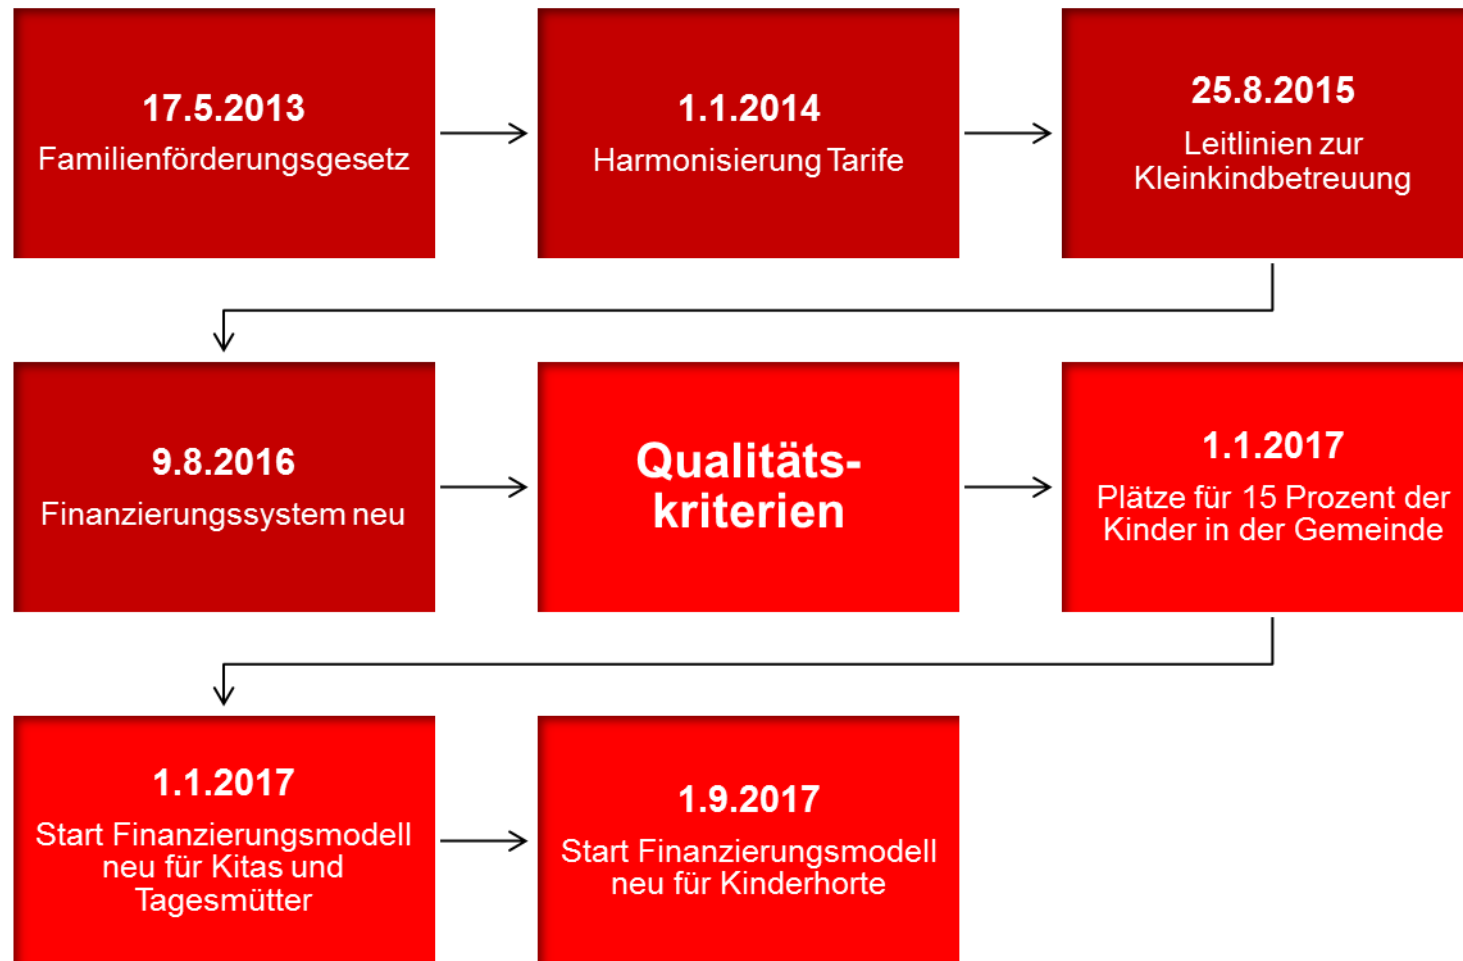 17.5.2013
Familienförderungsgesetz
1.1.2014
Harmonisierung Tarife
25.8.2015
Leitlinien zur
Kleinkindbetreuung
9.8.2016
Finanzierungssystem neu
Qualitäts-
kriterien
1.1.2017
Plätze für 15 Prozent der
Kinder in der Gemeinde
1.1.2017
Start Finanzierungsmodell
neu für Kitas und
Tagesmütter
1.9.2017
Start Finanzierungsmodell
neu für Kinderhorte